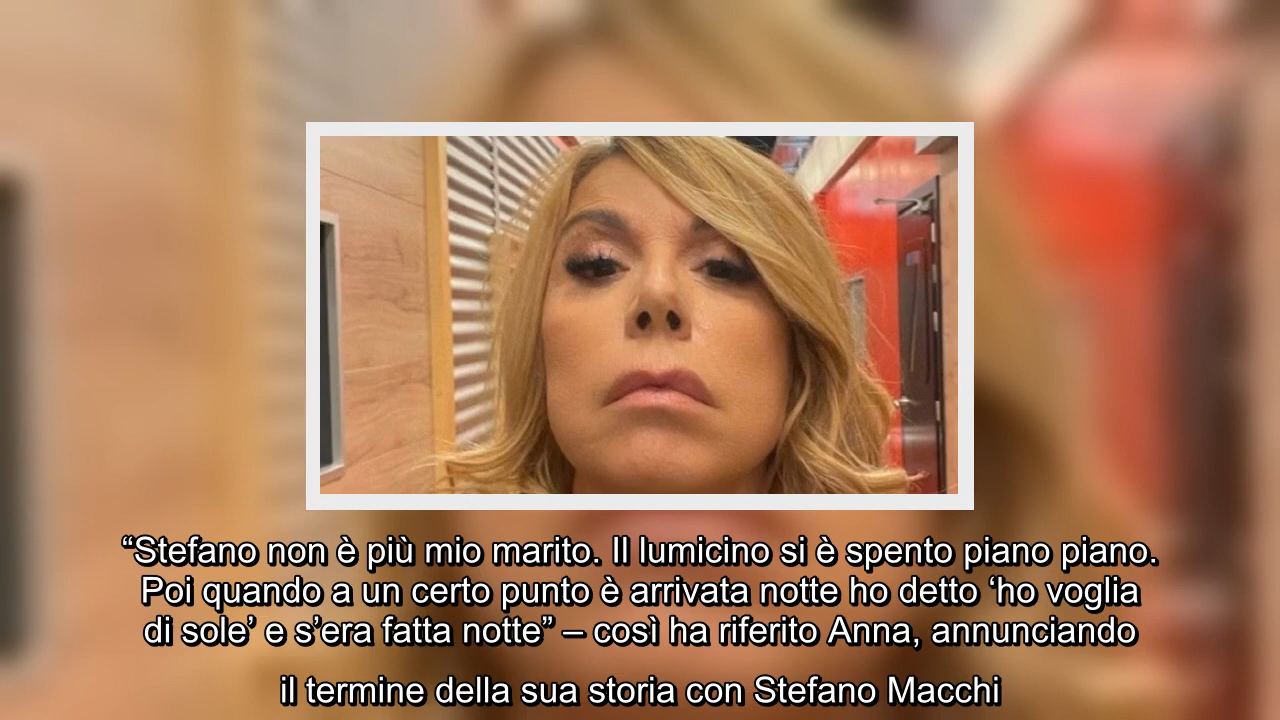 “Stefano non è più mio marito. Il lumicino si è spento piano piano.
Poi quando a un certo punto è arrivata notte ho detto ‘ho voglia
di sole’ e s’era fatta notte” – così ha riferito Anna, annunciando
il termine della sua storia con Stefano Macchi